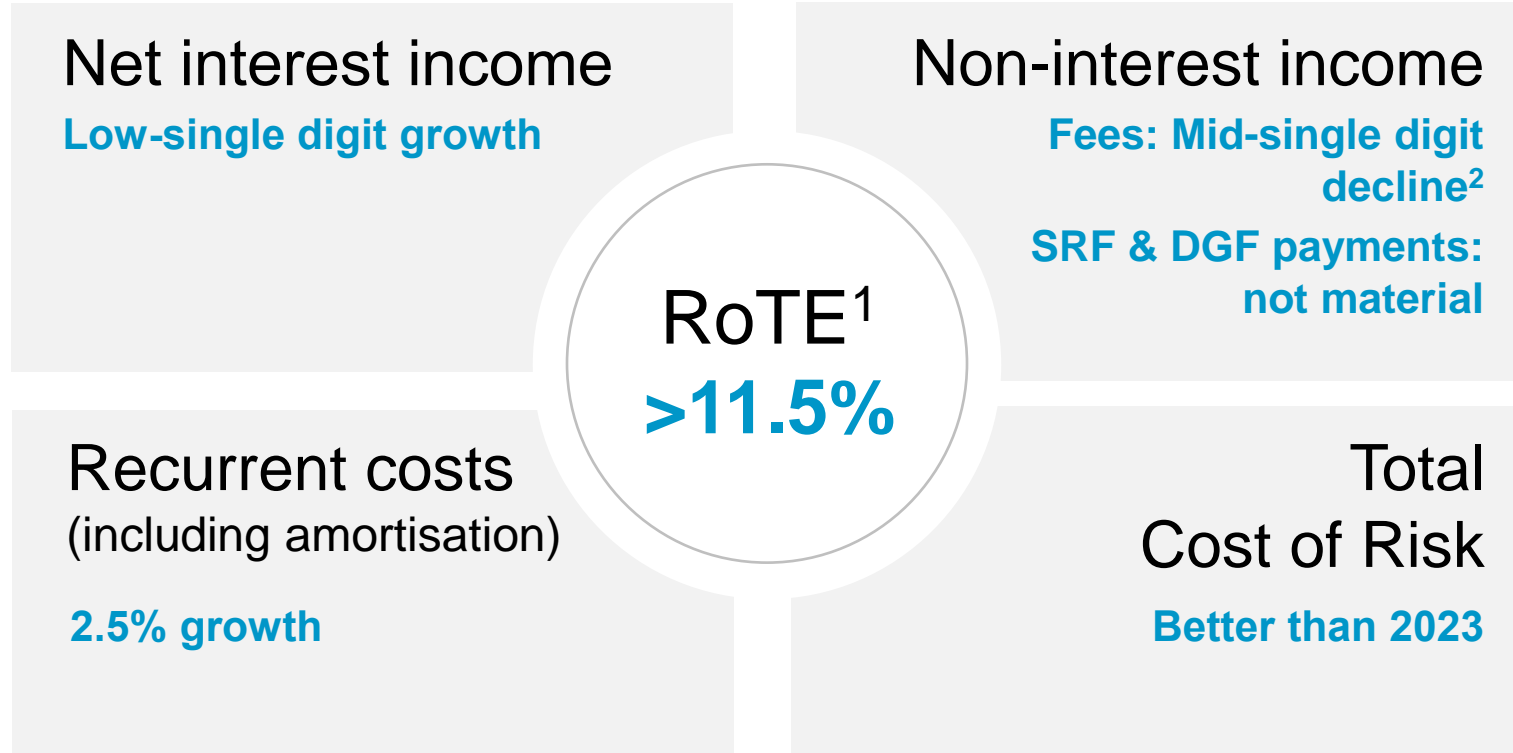 Net interest income
Low-single digit growth
Non-interest income
Fees: Mid-single digit
decline²
SRF & DGF payments:
not material
RoTE¹
>11.5%
Recurrent costs
(including amortisation)
2.5% growth
Total
Cost of Risk
Better than 2023